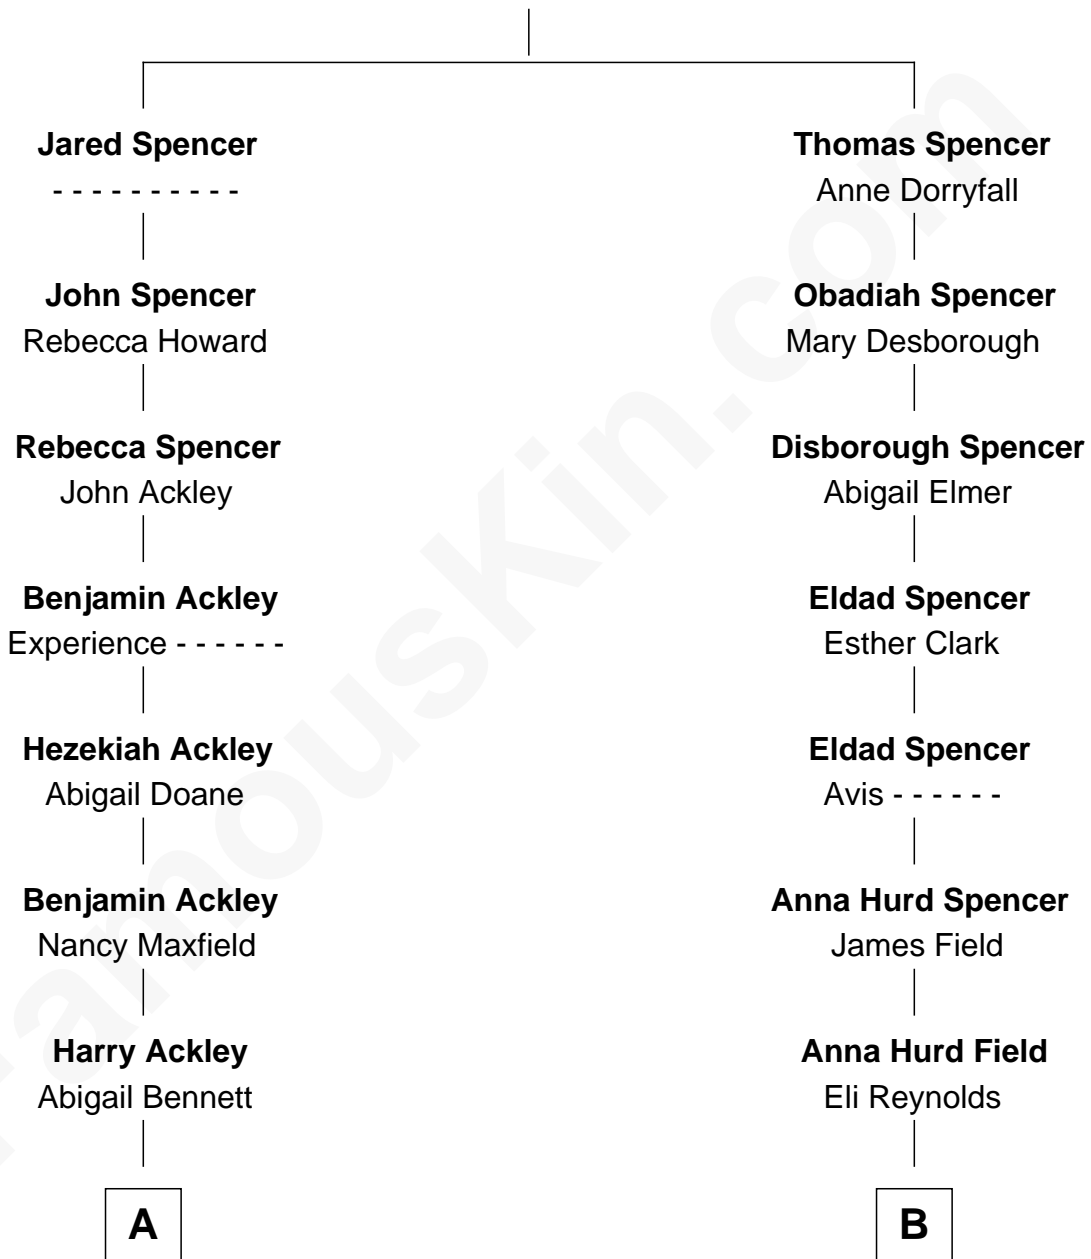 Jared Spencer
- - - - - - - - - -
John Spencer
Rebecca Howard
Rebecca Spencer
John Ackley
Benjamin Ackley
Experience - - - - - -
Hezekiah Ackley
Abigail Doane
Benjamin Ackley
Nancy Maxfield
Harry Ackley
Abigail Bennett
A
Thomas Spencer
Anne Dorryfall
Obadiah Spencer
Mary Desborough
Disborough Spencer
Abigail Elmer
Eldad Spencer
Esther Clark
Eldad Spencer
Avis - - - - - -
Anna Hurd Spencer
James Field
Anna Hurd Field
Eli Reynolds
B
FamousKin.com